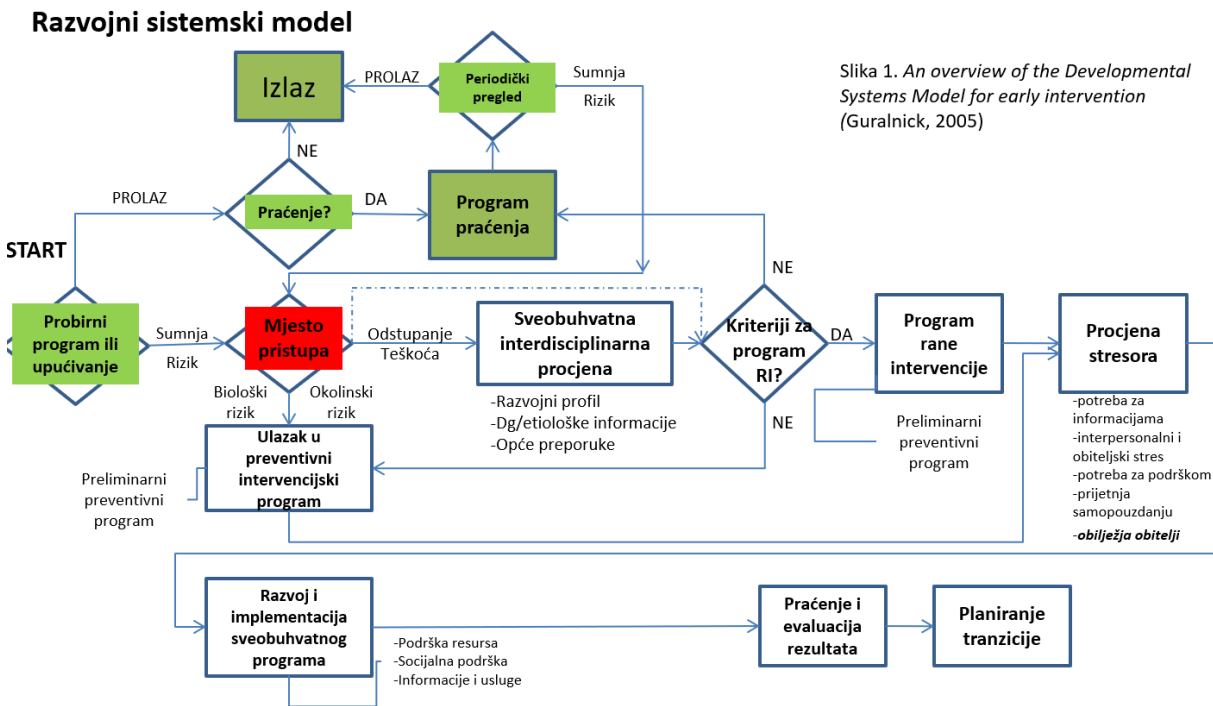 Razvojni sistemski model
Slika 1. An overview of the Developmental
Systems Model for early intervention
(Guralnick, 2005)
Izlaz
PROLAZ
Periodički
pregled
Sumnja
Rizik
NE
PROLAZ
Praćenje?
DA
Program
praćenja
START
Probirni
program ili
upućivanje
Sumnja
Rizik
Mjesto
pristupa
Odstupanje
Teškoća
Biološki
rizik
Okolinski
rizik
Sveobuhvatna
interdisciplinarna
procjena
-Razvojni profil
-Dg/etiološke informacije
-Opće preporuke
NE
Kriteriji za
program
RI?
DA
NE
Program
rane
intervencije
Preliminarni
preventivni
program
Procjena
stresora
-potreba za
informacijama
-interpersonalni i
obiteljski stres
-potreba za podrškom
-prijetnja
samopouzdanju
-obilježja obitelji
Ulazak u
preventivni
intervencijski
program
Preliminarni
preventivni
program
Razvoj i
implementacija
sveobuhvatnog
programa
-Podrška resursa
-Socijalna podrška
-Informacije i usluge
Praćenje i
evaluacija
rezultata
Planiranje
tranzicije